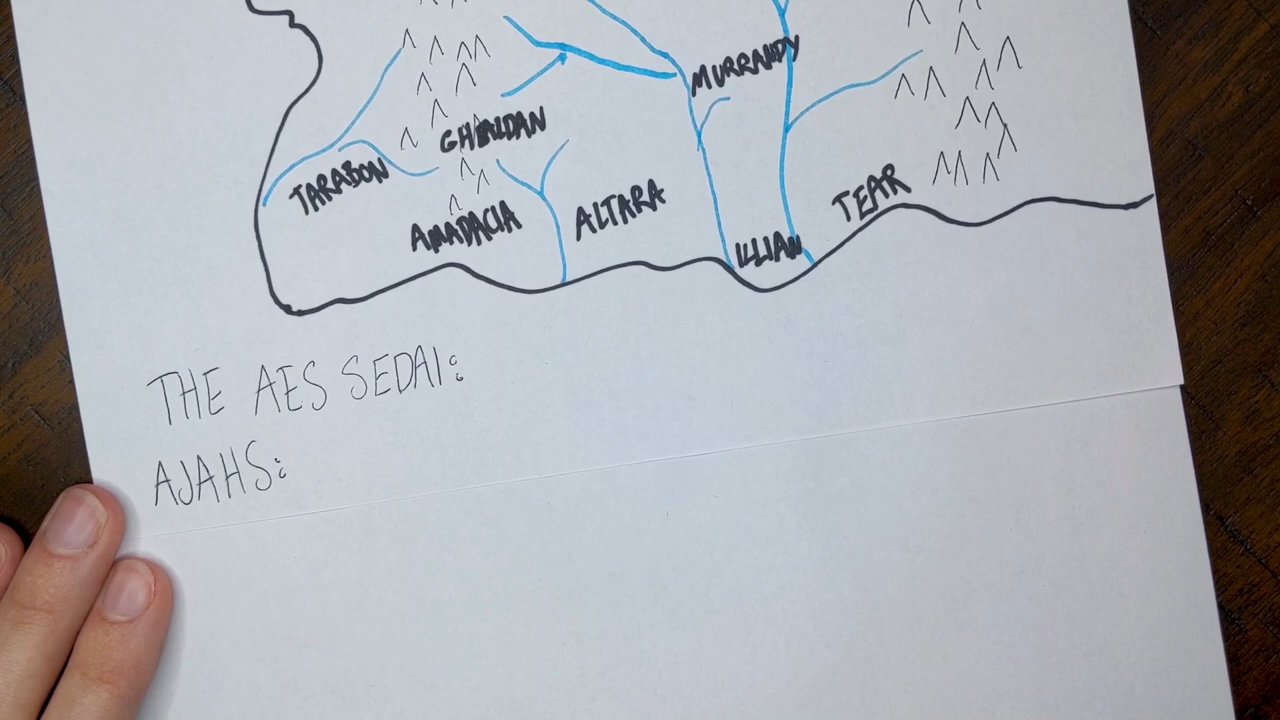 MURRANDY
GHEALDAN
TARABON
ALTARA
TEAR
AMADACIA
ILLIAN
THE AES SEDAI:
AJAHS: